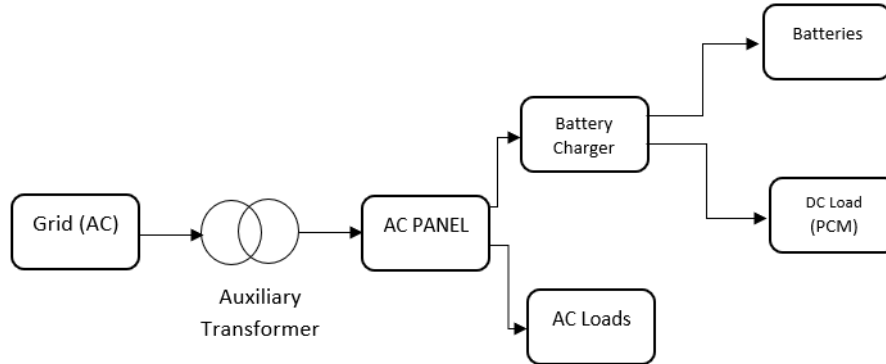 Batteries
Battery
Charger
Grid (AC)
AC PANEL
DC Load
(PCM)
Auxiliary
Transformer
AC Loads